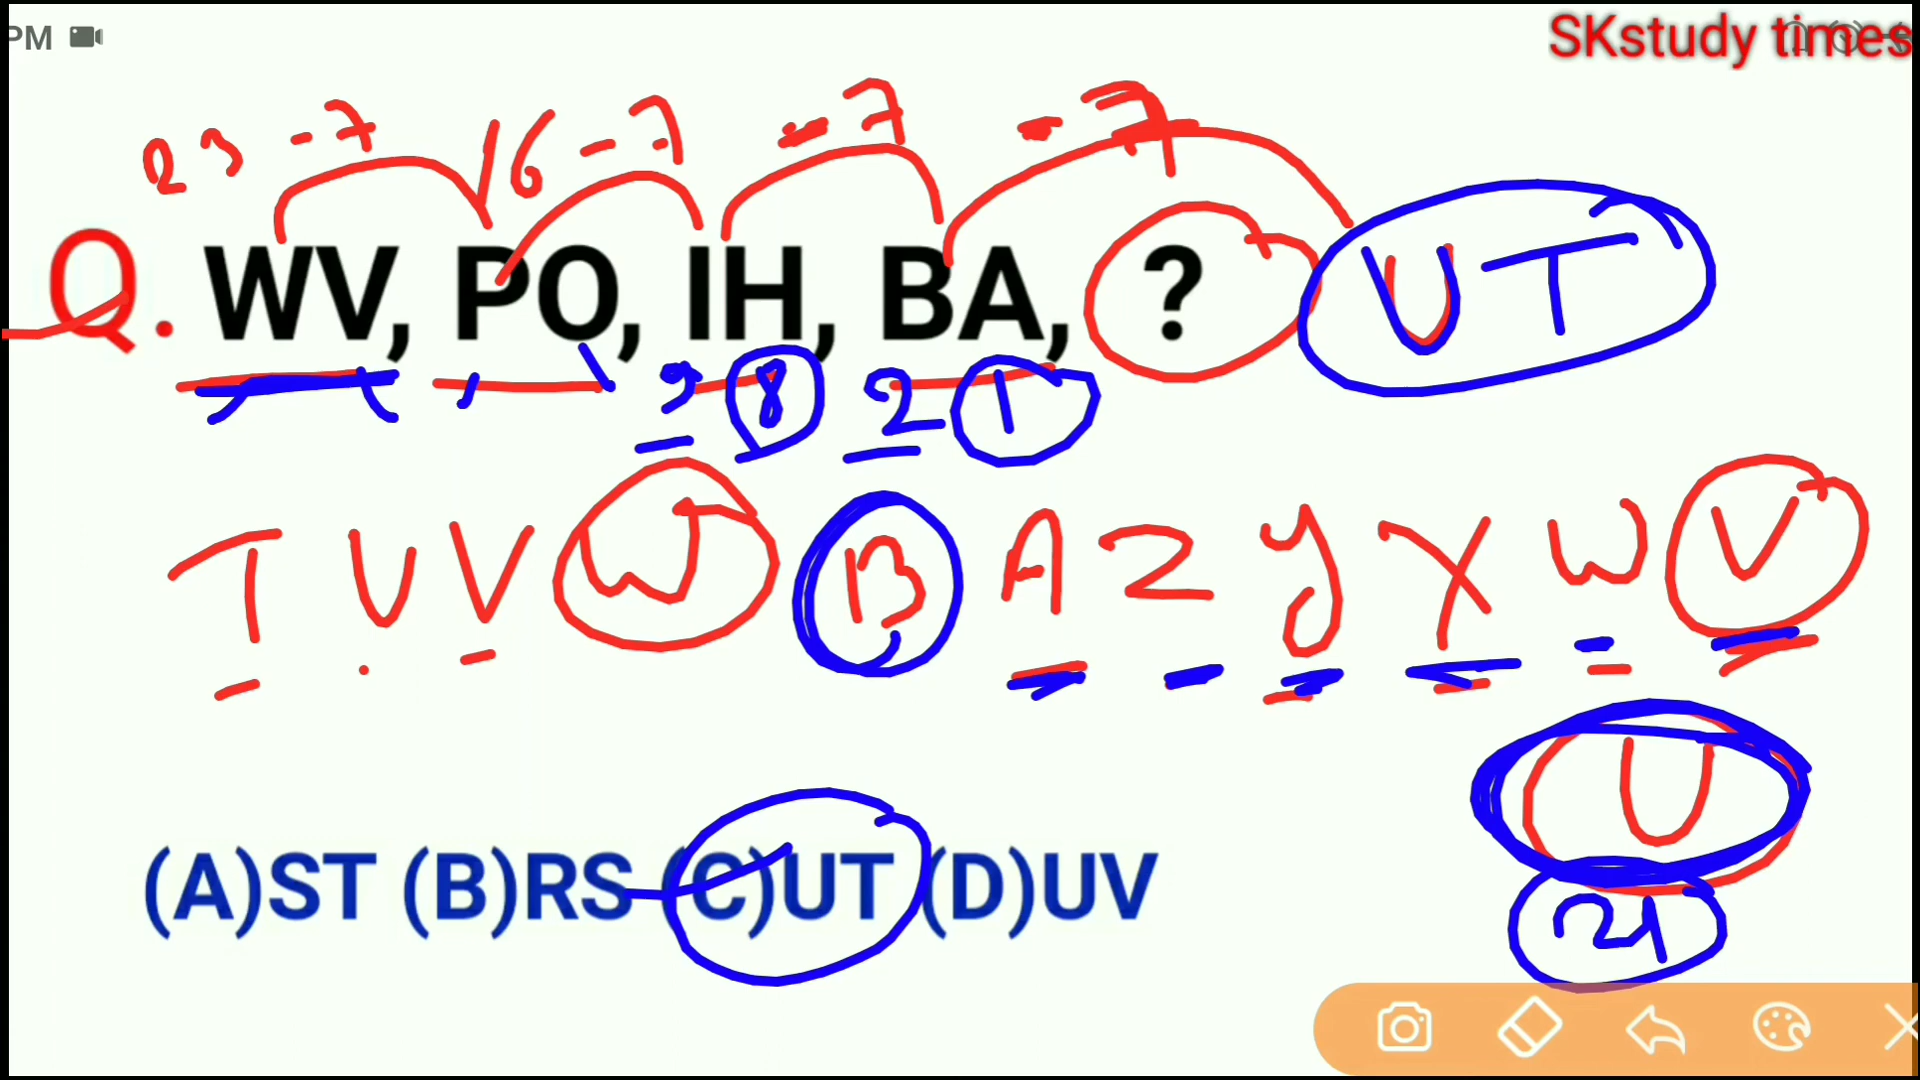 PM SKstudy times
23 -7 16 -7 -7 -7
Q. WV, PO, IH, BA, ? UT
9 8 2 1
T U V W B A Z Y X W V
U
(A)ST (B)RS (C)UT (D)UV
21